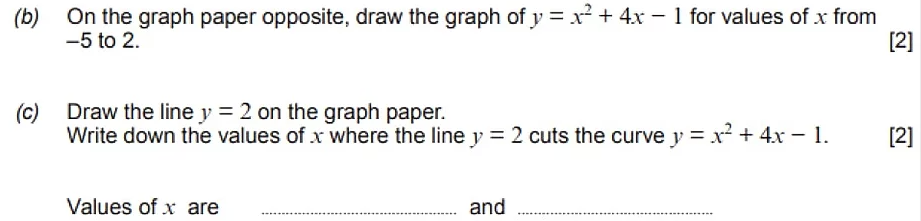 (b) On the graph paper opposite, draw the graph of y = x² + 4x − 1 for values of x from
–5 to 2. [2]
(c) Draw the line y = 2 on the graph paper.
Write down the values of x where the line y = 2 cuts the curve y = x² + 4x − 1. [2]
Values of x are ........................................ and ........................................